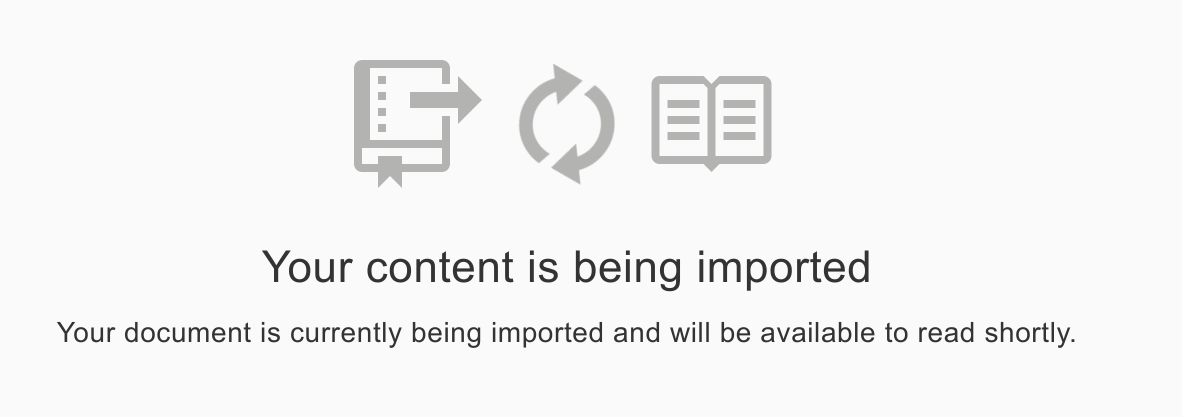 Your content is being imported
Your document is currently being imported and will be available to read shortly.